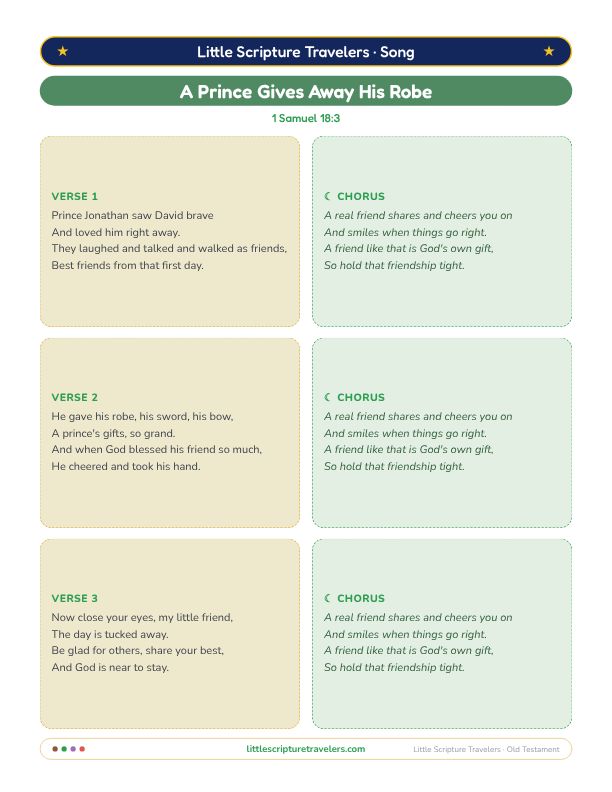 Little Scripture Travelers · Song
A Prince Gives Away His Robe
1 Samuel 18:3
VERSE 1
Prince Jonathan saw David brave
And loved him right away.
They laughed and talked and walked as friends,
Best friends from that first day.
CHORUS
A real friend shares and cheers you on
And smiles when things go right.
A friend like that is God's own gift,
So hold that friendship tight.
VERSE 2
He gave his robe, his sword, his bow,
A prince's gifts, so grand.
And when God blessed his friend so much,
He cheered and took his hand.
CHORUS
A real friend shares and cheers you on
And smiles when things go right.
A friend like that is God's own gift,
So hold that friendship tight.
VERSE 3
Now close your eyes, my little friend,
The day is tucked away.
Be glad for others, share your best,
And God is near to stay.
CHORUS
A real friend shares and cheers you on
And smiles when things go right.
A friend like that is God's own gift,
So hold that friendship tight.
littlescripturetravelers.com
Little Scripture Travelers · Old Testament